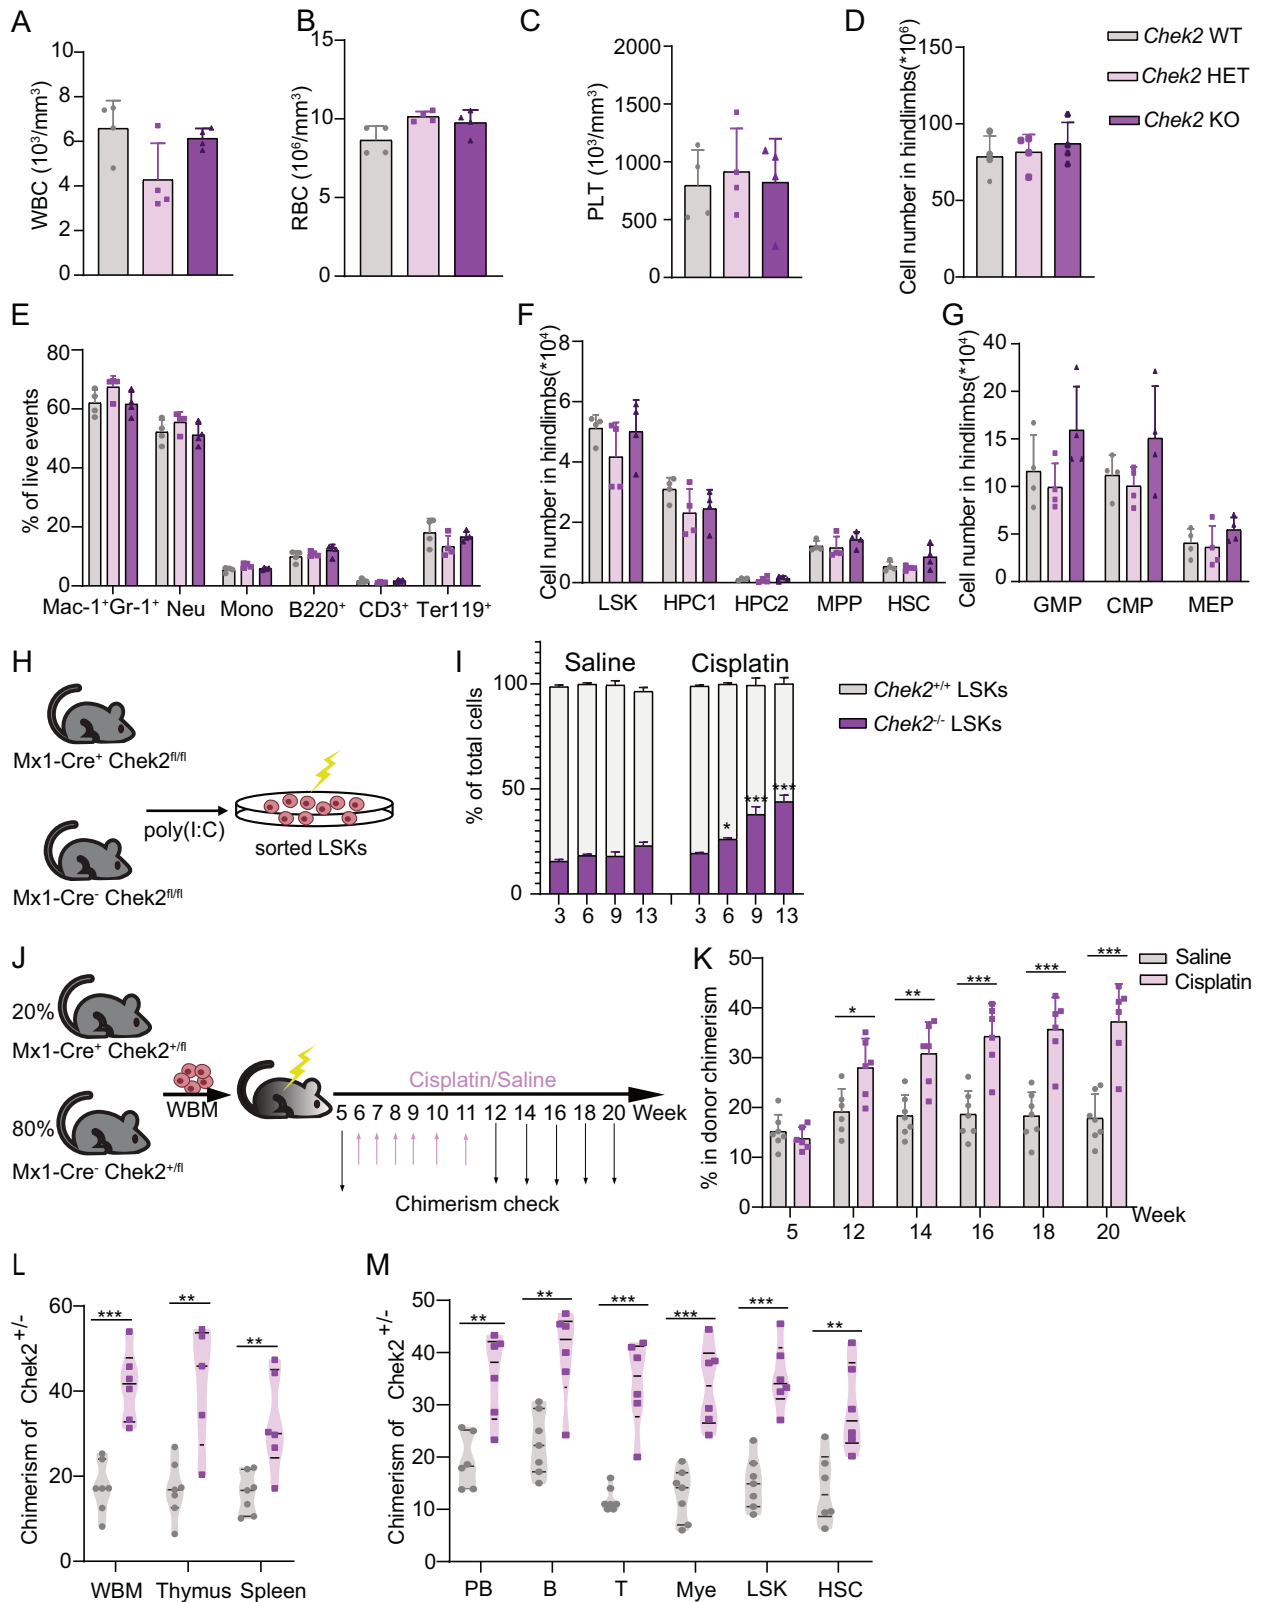 A
WBC (10³/mm³)
10
8
6
4
2
0
B
RBC (10⁶/mm³)
15
10
5
0
C
PLT (10³/mm³)
2000
1500
1000
500
0
D
Cell number in hindlimbs(*10⁶)
150
100
50
0
Chek2 WT
Chek2 HET
Chek2 KO
E
% of live events
80
60
40
20
0
Mac-1⁺Gr-1⁺ Neu Mono B220⁺ CD3⁺ Ter119⁺
F
Cell number in hindlimbs(*10⁴)
8
6
4
2
0
LSK HPC1 HPC2 MPP HSC
G
Cell number in hindlimbs(*10⁴)
40
20
15
10
5
0
GMP CMP MEP
H
Mx1-Cre⁺ Chek2fl/fl
poly(I:C)
sorted LSKs
Mx1-Cre⁻ Chek2fl/fl
I
Saline Cisplatin
% of total cells
100
50
0
* *** ***
3 6 9 13 3 6 9 13
Chek2⁺/⁺ LSKs
Chek2⁻/⁻ LSKs
J
20%
Mx1-Cre⁺ Chek2+/fl
WBM
80%
Mx1-Cre⁻ Chek2+/fl
Cisplatin/Saline
5 6 7 8 9 10 11 12 14 16 18 20 Week
Chimerism check
K
% in donor chimerism
50
40
30
20
10
0
* ** *** *** ***
5 12 14 16 18 20 Week
Saline
Cisplatin
L
Chimerism of Chek2+/-
60
40
20
0
*** ** **
WBM Thymus Spleen
M
Chimerism of Chek2+/-
50
40
30
20
10
0
** ** *** *** *** **
PB B T Mye LSK HSC